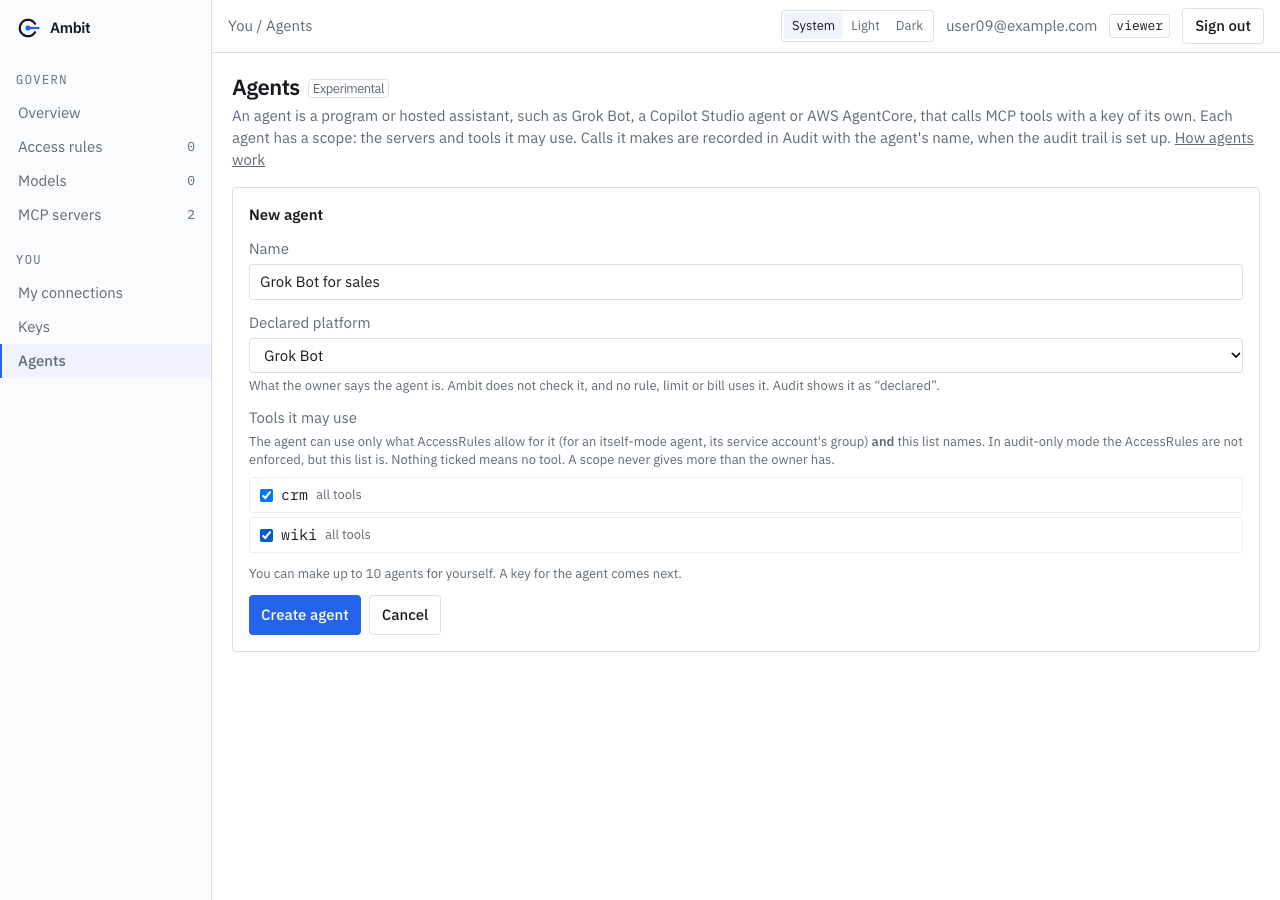 Ambit
You / Agents
System Light Dark
user09@example.com
viewer
Sign out
GOVERN
Overview
Access rules 0
Models 0
MCP servers 2
YOU
My connections
Keys
Agents
Agents Experimental
An agent is a program or hosted assistant, such as Grok Bot, a Copilot Studio agent or AWS AgentCore, that calls MCP tools with a key of its own. Each
agent has a scope: the servers and tools it may use. Calls it makes are recorded in Audit with the agent's name, when the audit trail is set up. How agents
work
New agent
Name
Grok Bot for sales
Declared platform
Grok Bot
What the owner says the agent is. Ambit does not check it, and no rule, limit or bill uses it. Audit shows it as “declared”.
Tools it may use
The agent can use only what AccessRules allow for it (for an itself-mode agent, its service account's group) and this list names. In audit-only mode the AccessRules are not
enforced, but this list is. Nothing ticked means no tool. A scope never gives more than the owner has.
crm all tools
wiki all tools
You can make up to 10 agents for yourself. A key for the agent comes next.
Create agent
Cancel